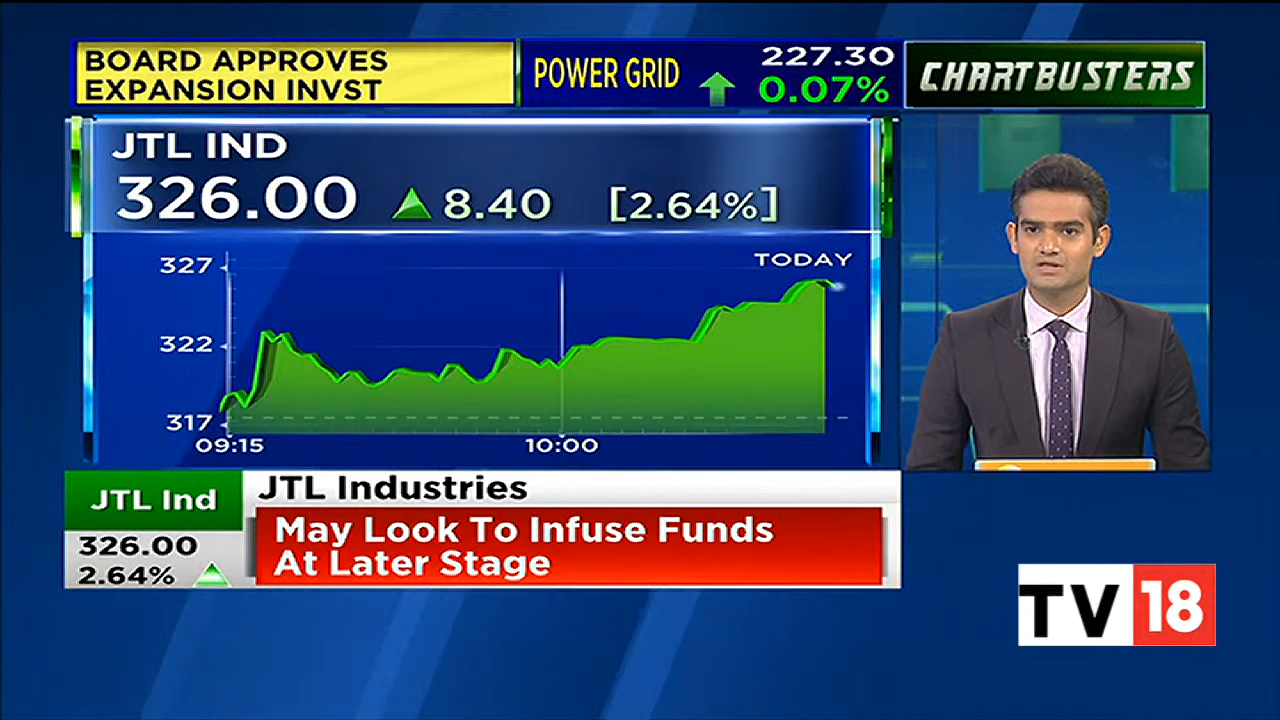 BOARD APPROVES
EXPANSION INVST
POWER GRID
227.30
0.07%
CHARTBUSTERS
JTL IND
326.00 8.40 [2.64%]
TODAY
327
322
317
09:15 10:00
JTL Ind
326.00
2.64%
JTL Industries
May Look To Infuse Funds
At Later Stage
TV18